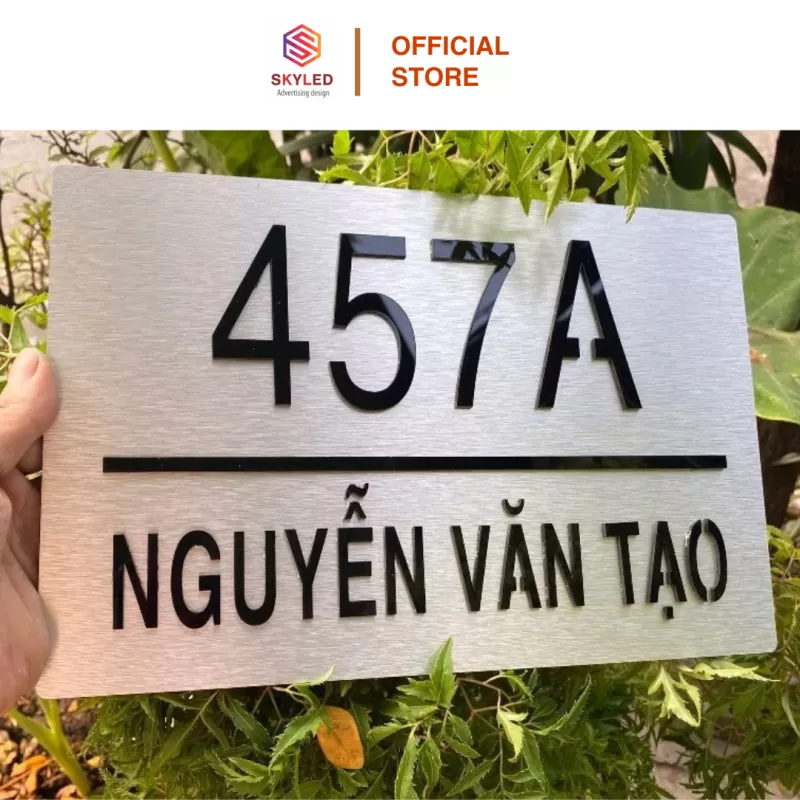 SKYLED
Advertising design
OFFICIAL
STORE
457A
NGUYỄN VĂN TẠO